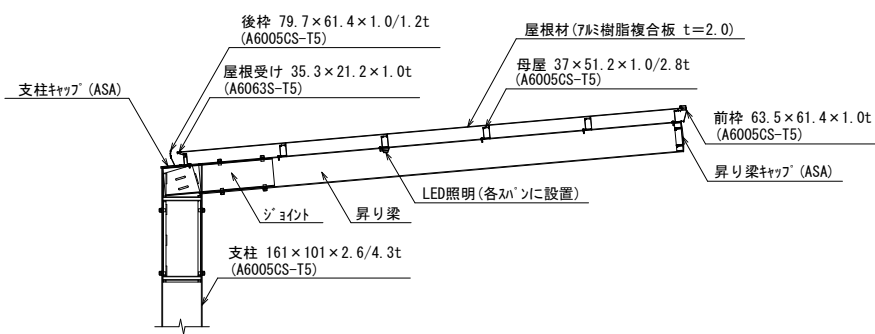 後枠 79.7×61.4×1.0/1.2t
(A6005CS-T5)
屋根材(ｱﾙﾐ樹脂複合板 t=2.0)
屋根受け 35.3×21.2×1.0t
(A6063S-T5)
母屋 37×51.2×1.0/2.8t
(A6005CS-T5)
支柱ｷｬｯﾌﾟ(ASA)
前枠 63.5×61.4×1.0t
(A6005CS-T5)
昇り梁ｷｬｯﾌﾟ(ASA)
LED照明(各ｽﾊﾟﾝに設置)
ｼﾞｮｲﾝﾄ
昇り梁
支柱 161×101×2.6/4.3t
(A6005CS-T5)